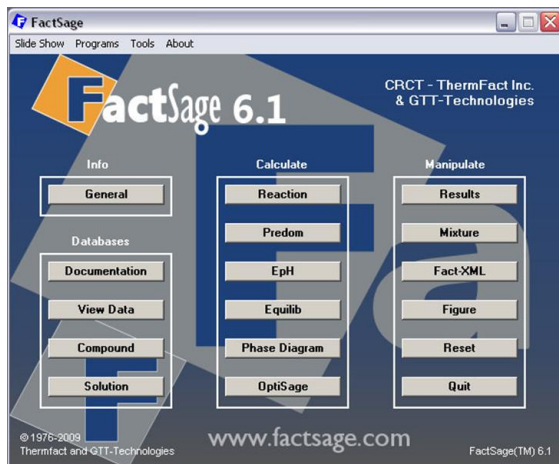 FactSage
Slide Show Programs Tools About
FactSage 6.1
CRCT - ThermFact Inc.
& GTT-Technologies
Info
General
Databases
Documentation
View Data
Compound
Solution
Calculate
Reaction
Predom
EpH
Equilib
Phase Diagram
OptiSage
Manipulate
Results
Mixture
Fact-XML
Figure
Reset
Quit
© 1976-2009
Thermfact and GTT-Technologies
www.factsage.com
FactSage(TM) 6.1